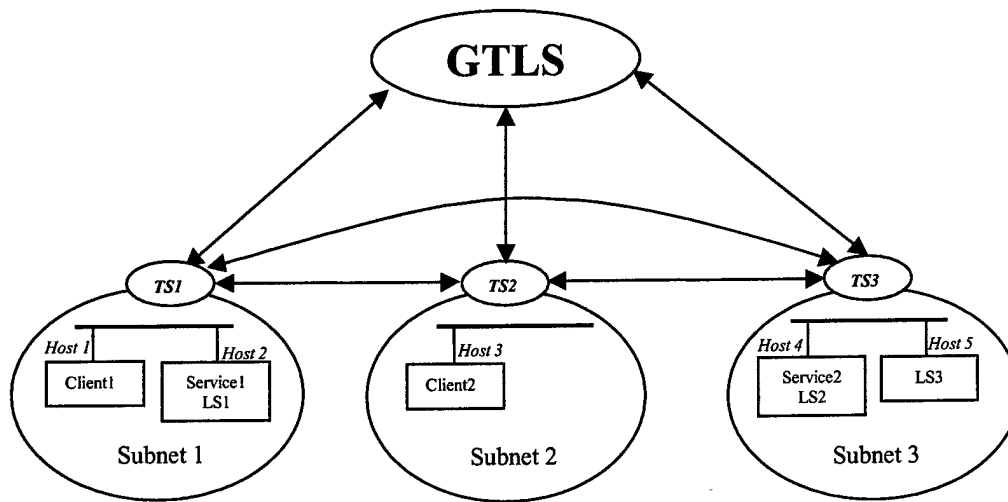 GTLS
TS1
TS2
TS3
Host 1
Host 2
Client1
Service1
LS1
Subnet 1
Host 3
Client2
Subnet 2
Host 4
Host 5
Service2
LS2
LS3
Subnet 3